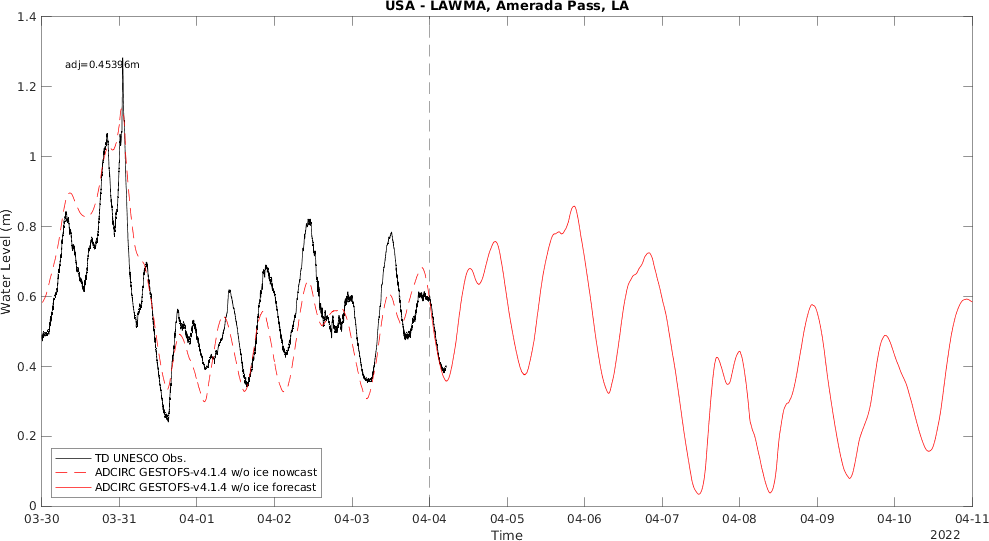 USA - LAWMA, Amerada Pass, LA
1.4
adj=0.45396m
1.2
1
0.8
0.6
0.4
0.2
0
Water Level (m)
TD UNESCO Obs.
ADCIRC GESTOFS-v4.1.4 w/o ice nowcast
ADCIRC GESTOFS-v4.1.4 w/o ice forecast
03-30 03-31 04-01 04-02 04-03 04-04 04-05 04-06 04-07 04-08 04-09 04-10 04-11
Time
2022